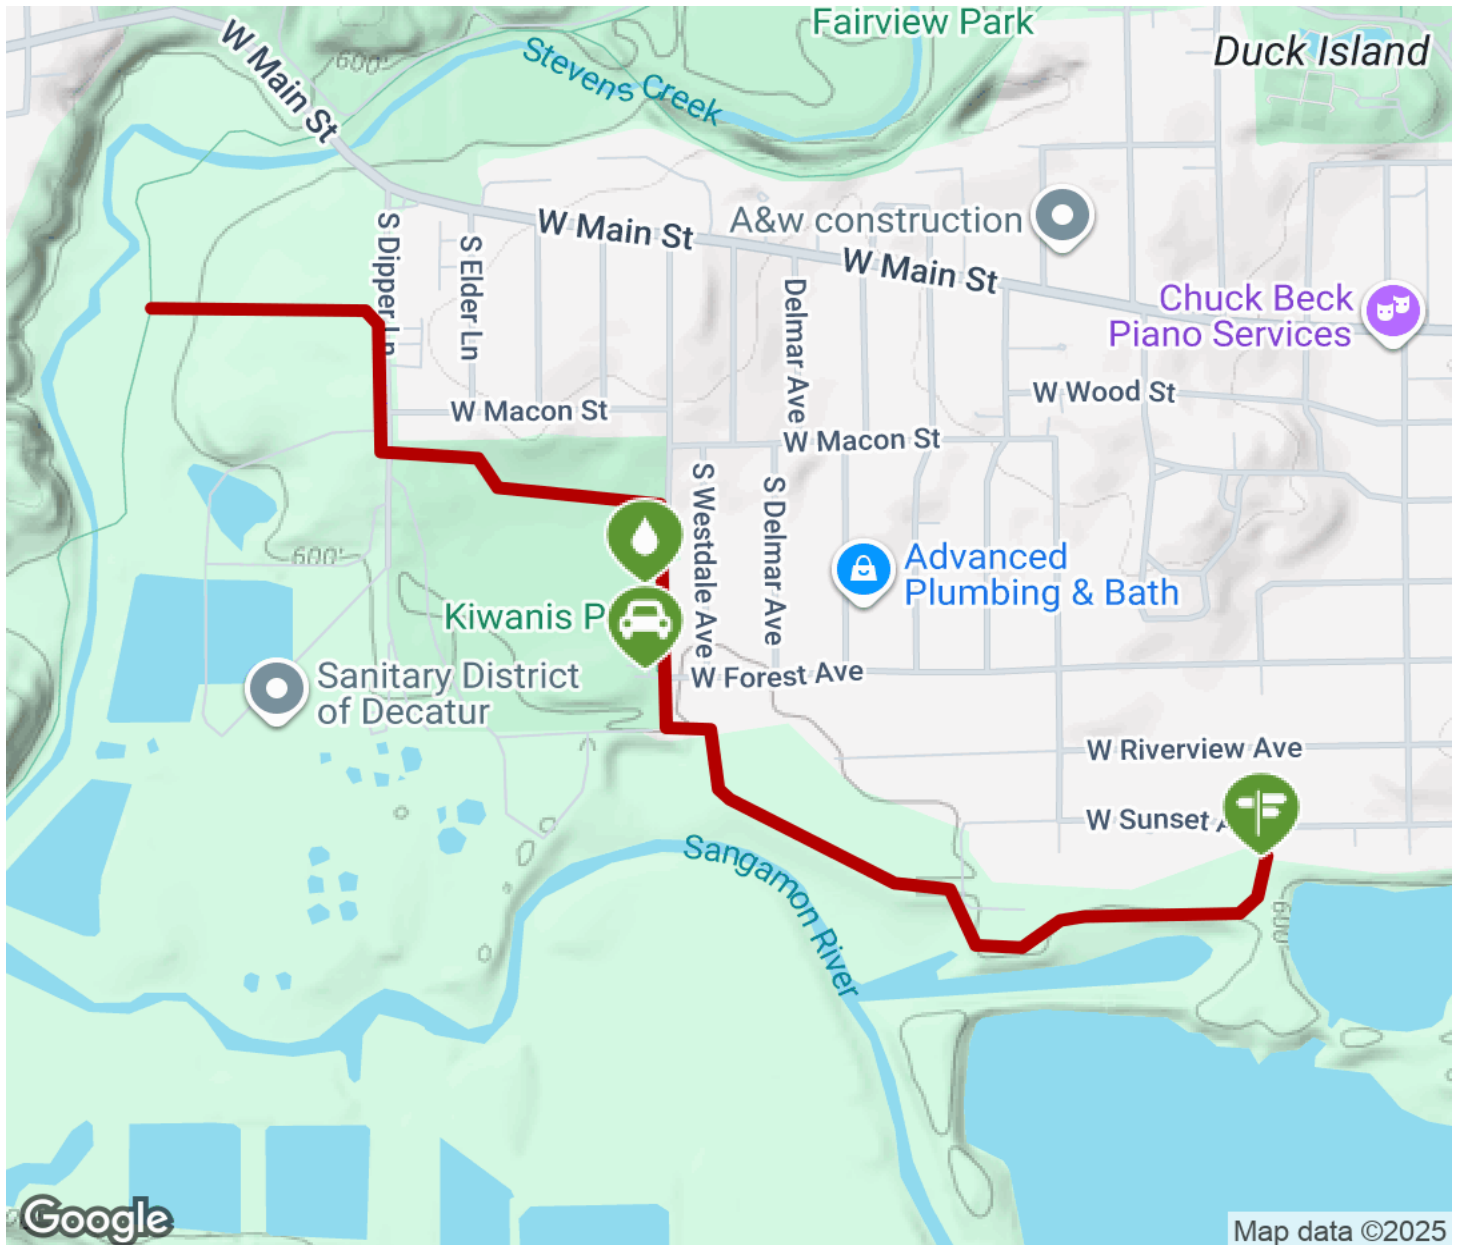 Fairview Park
Duck Island
W Main St
600'
Stevens Creek
S Dipper Ln
S Elder Ln
W Main St
A&w construction
W Main St
Delmar Ave
Chuck Beck
Piano Services
W Macon St
W Wood St
W Macon St
S Westdale Ave
S Delmar Ave
600'
Advanced
Plumbing & Bath
Kiwanis P
Sanitary District
of Decatur
W Forest Ave
W Riverview Ave
W Sunset A
Sangamon River
600'
Google
Map data ©2025